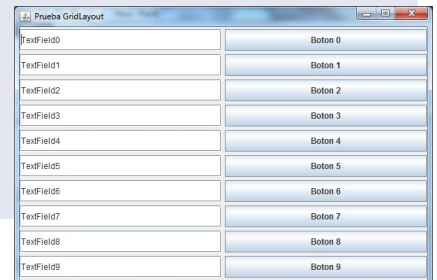 Prueba GridLayout
TextField0 Boton 0
TextField1 Boton 1
TextField2 Boton 2
TextField3 Boton 3
TextField4 Boton 4
TextField5 Boton 5
TextField6 Boton 6
TextField7 Boton 7
TextField8 Boton 8
TextField9 Boton 9